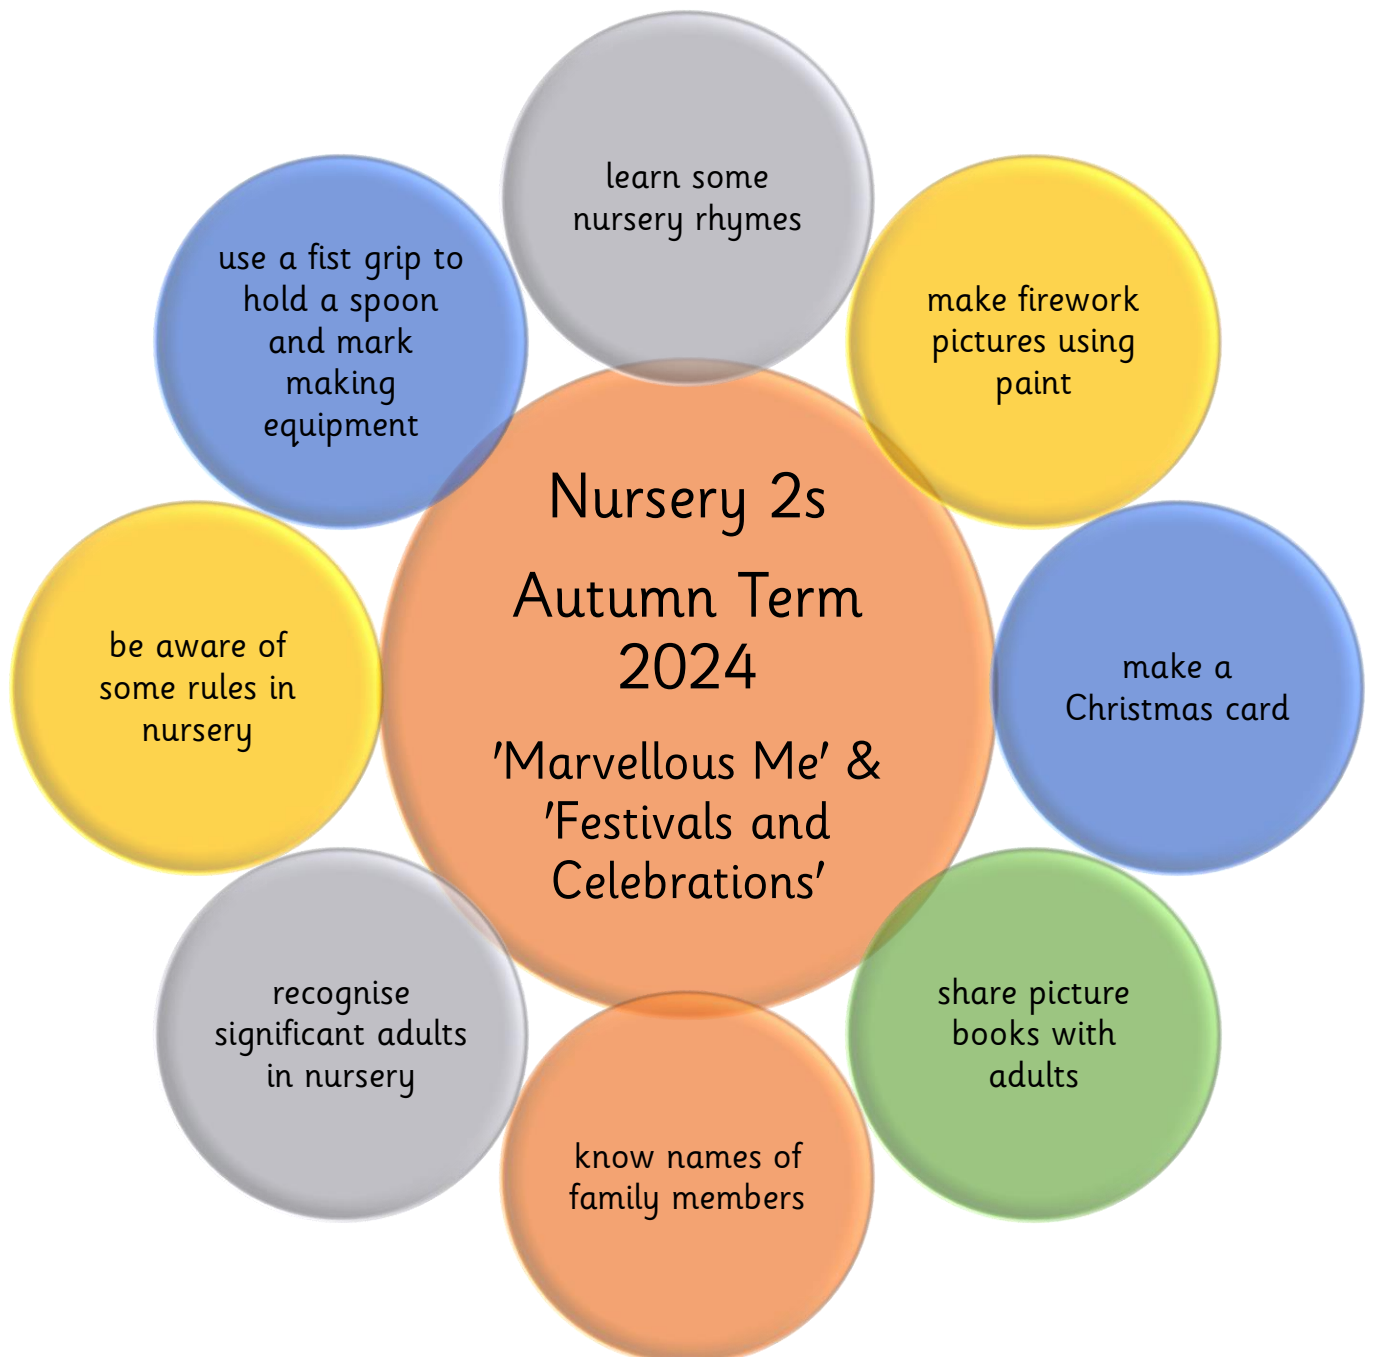 Nursery 2s
Autumn Term
2024
'Marvellous Me' &
'Festivals and
Celebrations'
learn some
nursery rhymes
make firework
pictures using
paint
make a
Christmas card
share picture
books with
adults
know names of
family members
recognise
significant adults
in nursery
be aware of
some rules in
nursery
use a fist grip to
hold a spoon
and mark
making
equipment